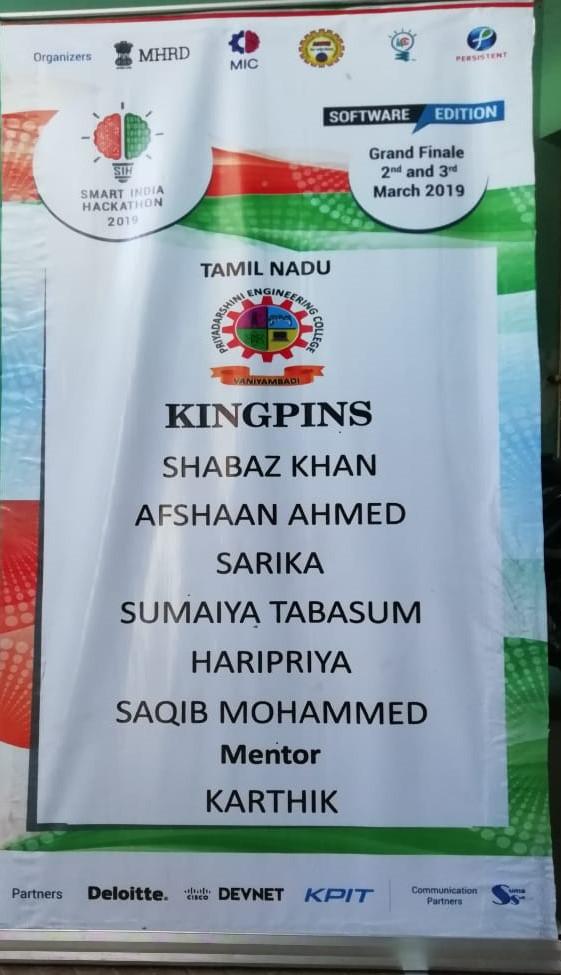 Organizers
MHRD
MIC
PERSISTENT
SIH
SMART INDIA
HACKATHON
2019
SOFTWARE EDITION
Grand Finale
2nd and 3rd
March 2019
TAMIL NADU
PRIYADARSHINI ENGINEERING COLLEGE
VANIYAMBADI
KINGPINS
SHABAZ KHAN
AFSHAAN AHMED
SARIKA
SUMAIYA TABASUM
HARIPRIYA
SAQIB MOHAMMED
Mentor
KARTHIK
Partners
Deloitte.
CISCO DEVNET
KPIT
Communication
Partners